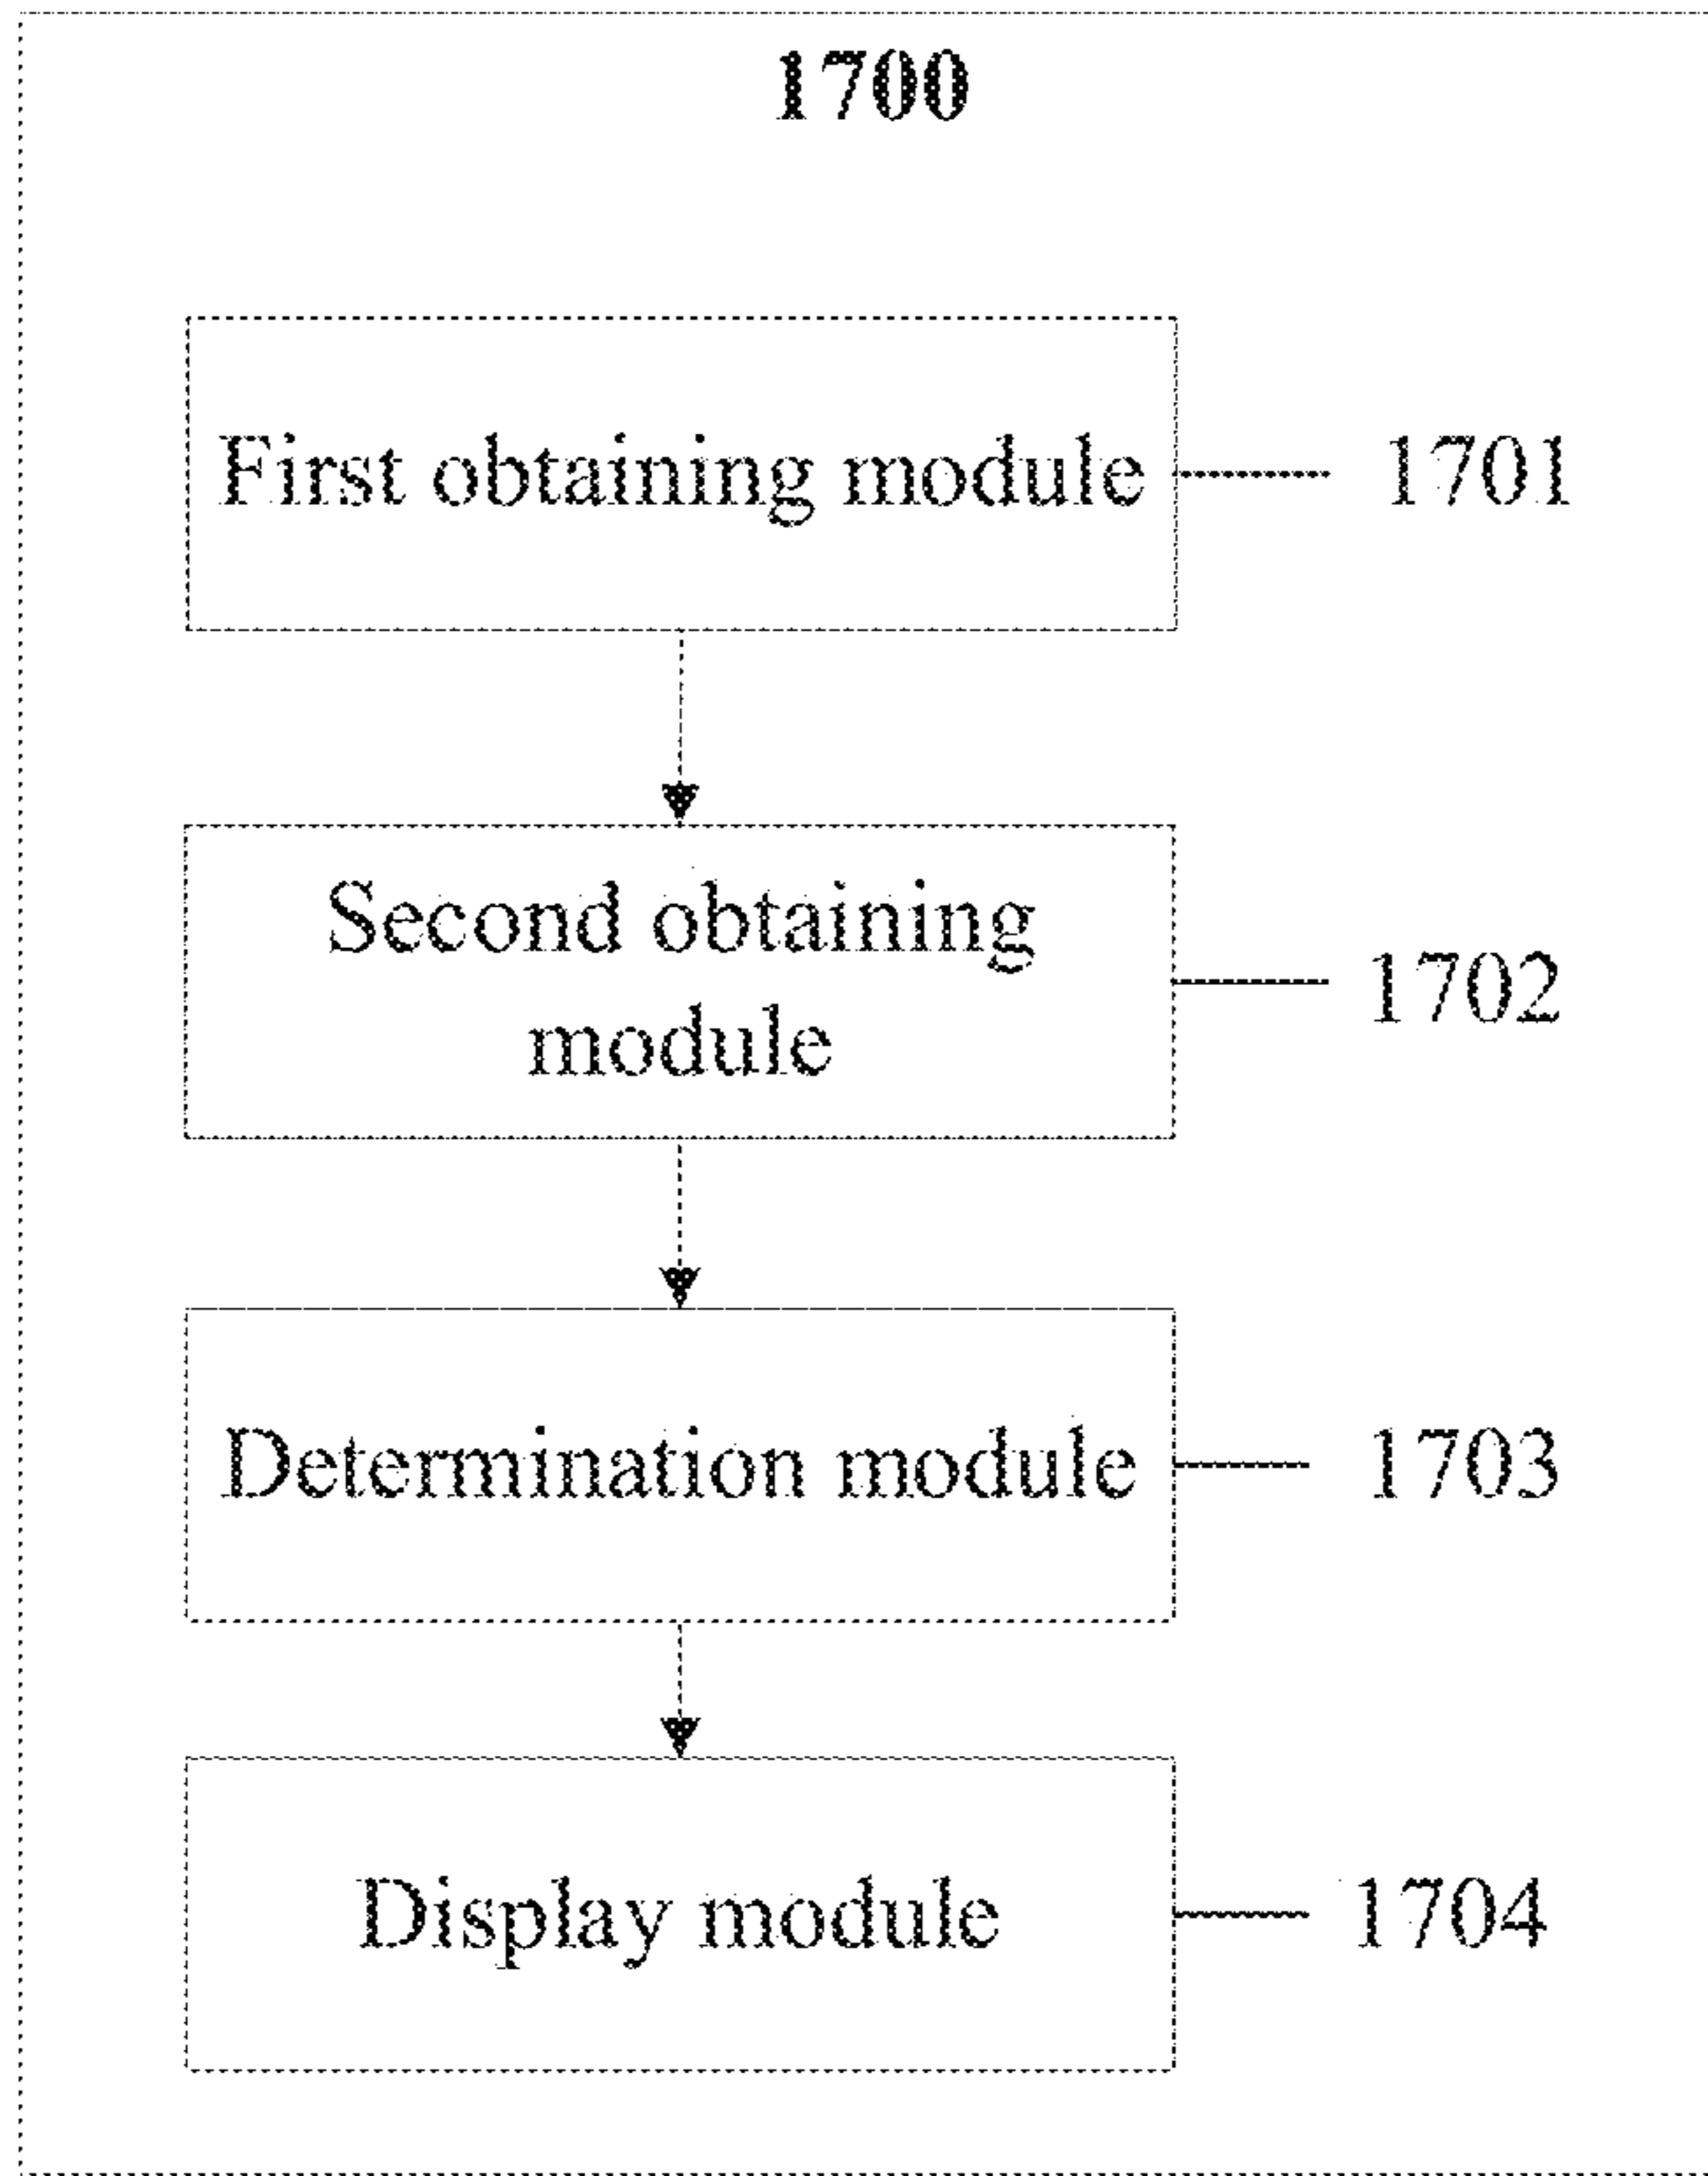 1700
First obtaining module
1701
Second obtaining
module
1702
Determination module
1703
Display module
1704